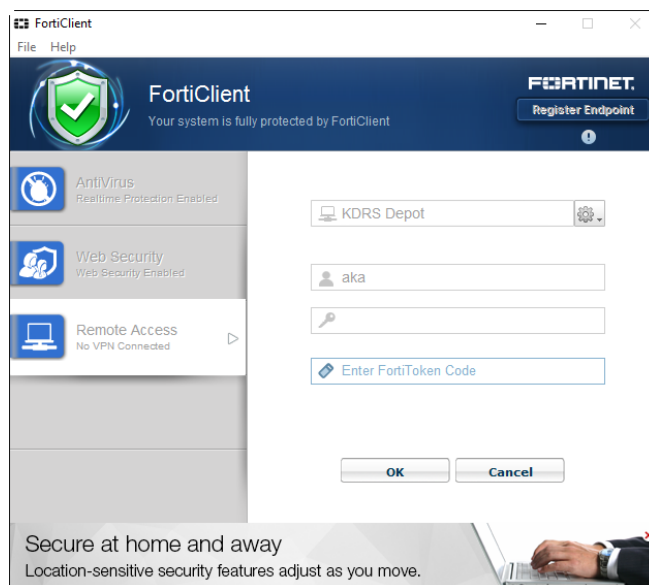 FortiClient
File Help
FortiClient
Your system is fully protected by FortiClient
FORTINET.
Register Endpoint
AntiVirus
Realtime Protection Enabled
Web Security
Web Security Enabled
Remote Access
No VPN Connected
KDRS Depot
aka
Enter FortiToken Code
OK Cancel
Secure at home and away
Location-sensitive security features adjust as you move.